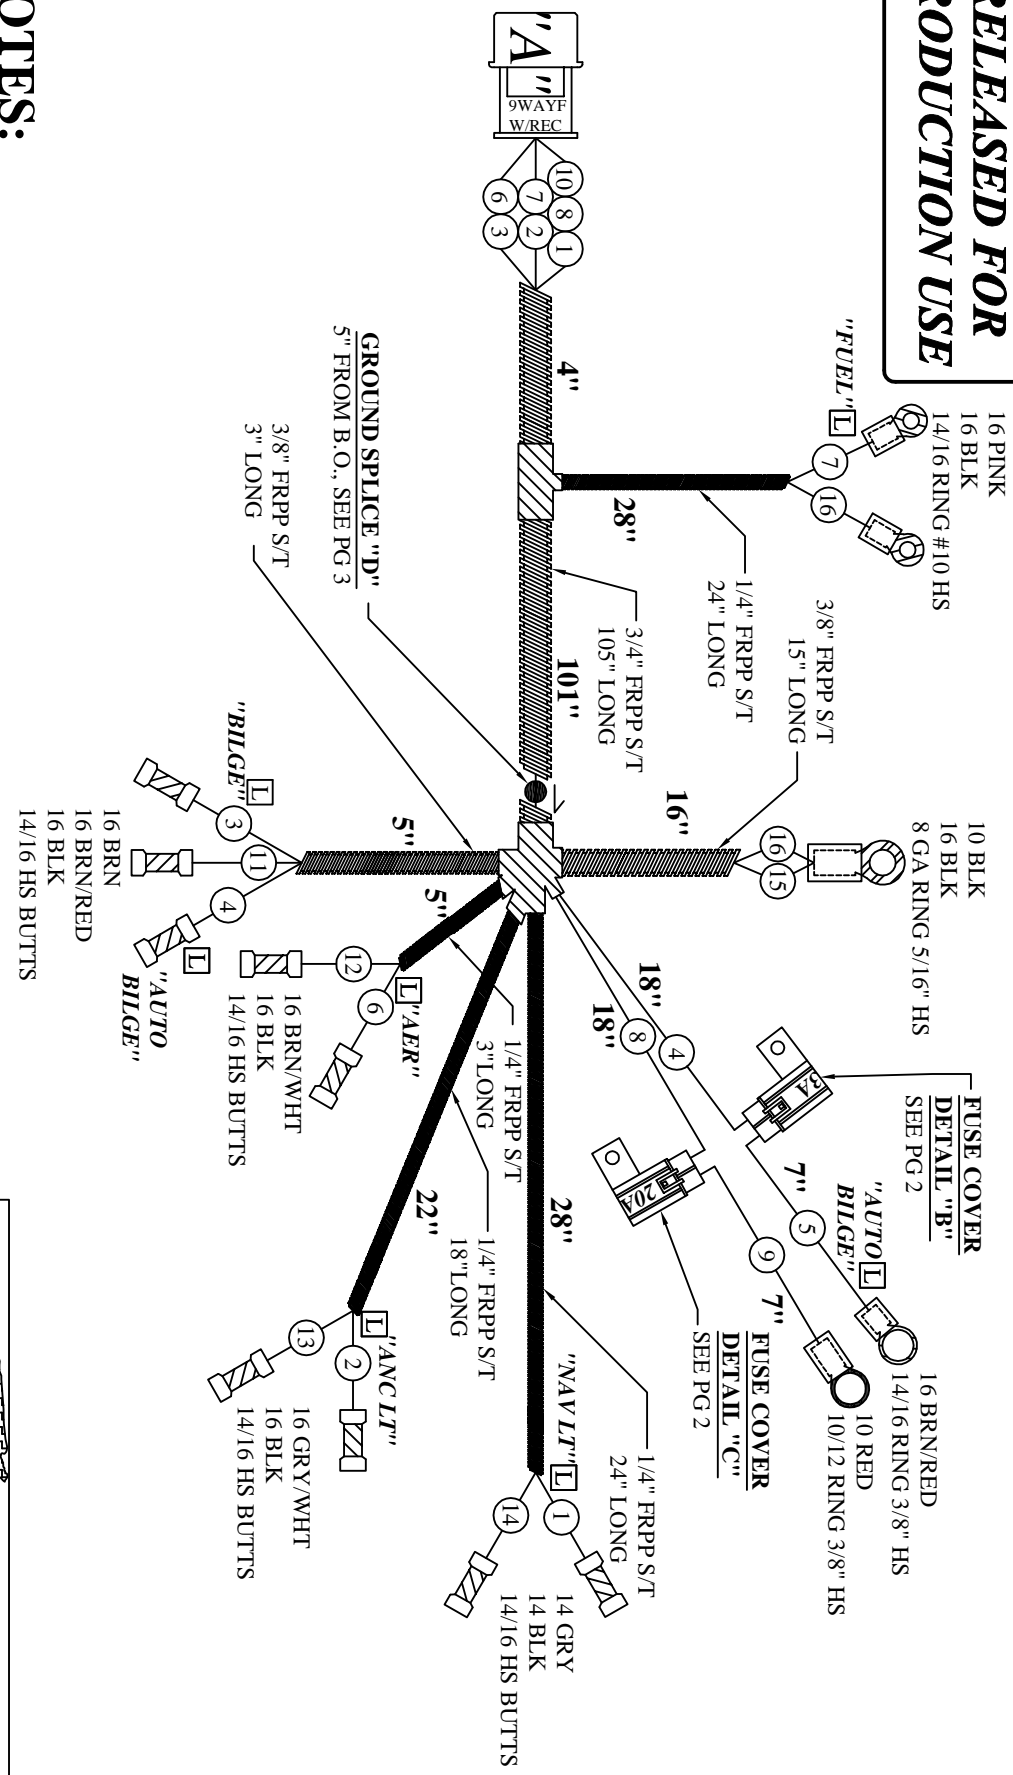 RELEASED FOR
RODUCTION USE
OTES:
"A"
9WAYF
W/REC
10 8 1
7 2
6 3
4"
"FUEL" L
16 PINK
16 BLK
14/16 RING #10 HS
7
16
28"
1/4" FRPP S/T
24" LONG
3/4" FRPP S/T
105" LONG
101"
GROUND SPLICE "D"
5" FROM B.O., SEE PG 3
3/8" FRPP S/T
3" LONG
3/8" FRPP S/T
15" LONG
16"
16
15
10 BLK
16 BLK
8 GA RING 5/16" HS
5"
"BILGE" L
3
11
4
L
"AUTO
BILGE"
16 BRN
16 BRN/RED
16 BLK
14/16 HS BUTTS
5"
L "AER"
12
6
16 BRN/WHT
16 BLK
14/16 HS BUTTS
1/4" FRPP S/T
3"LONG
22"
1/4" FRPP S/T
18"LONG
L "ANC LT"
13
2
16 GRY/WHT
16 BLK
14/16 HS BUTTS
28"
1/4" FRPP S/T
24" LONG
"NAV LT" L
1
14
14 GRY
14 BLK
14/16 HS BUTTS
18"
18"
4
8
3A
FUSE COVER
DETAIL "B"
SEE PG 2
20A
FUSE COVER
DETAIL "C"
SEE PG 2
7"
5
"AUTO L
BILGE"
16 BRN/RED
14/16 RING 3/8" HS
9
7"
10 RED
10/12 RING 3/8" HS